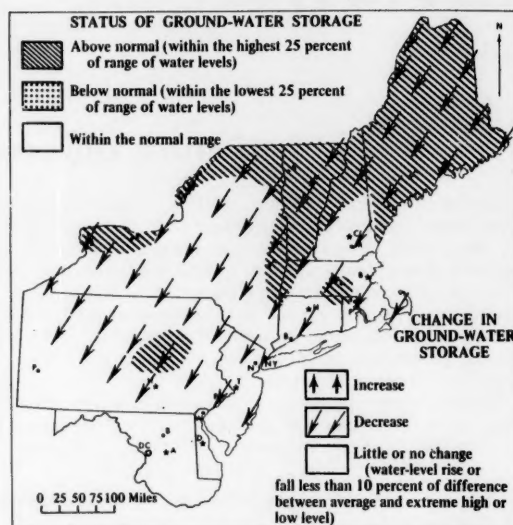 STATUS OF GROUND-WATER STORAGE
Above normal (within the highest 25 percent
of range of water levels)
Below normal (within the lowest 25 percent
of range of water levels)
Within the normal range
N
CHANGE IN
GROUND-WATER
STORAGE
Increase
Decrease
Little or no change
(water-level rise or
fall less than 10 percent of difference
between average and extreme high or
low level)
H
B
N
NY
P
T
B
DC
A
D
0 25 50 75 100 Miles